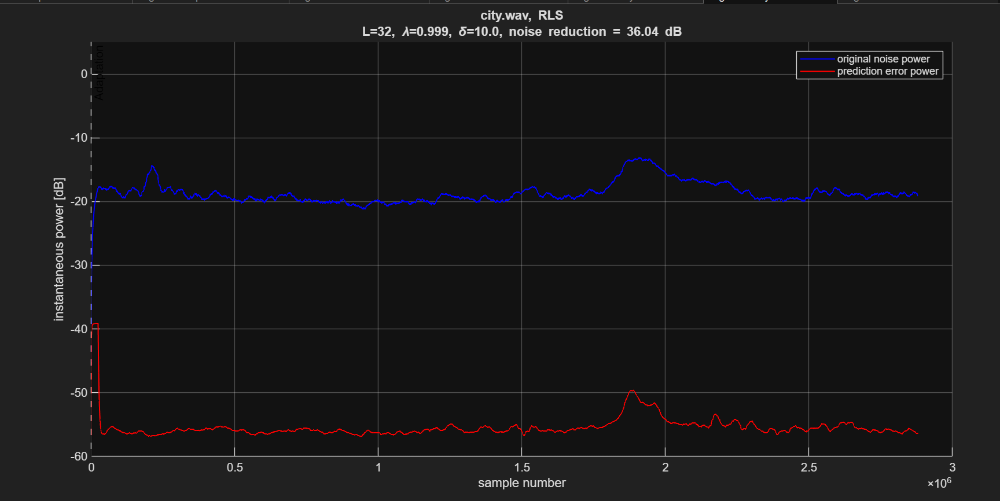 city.wav, RLS
L=32, λ=0.999, δ=10.0, noise reduction = 36.04 dB
Adaptation
original noise power
prediction error power
0
-10
-20
-30
-40
-50
-60
instantaneous power [dB]
0 0.5 1 1.5 2 2.5 3
sample number
×10⁶